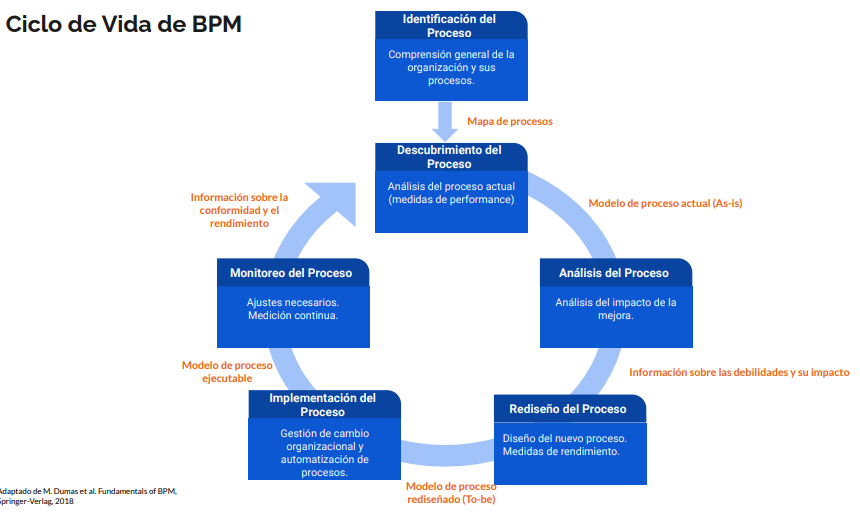 Ciclo de Vida de BPM
Identificación del
Proceso
Comprensión general de la
organización y sus
procesos.
Mapa de procesos
Descubrimiento del
Proceso
Análisis del proceso actual
(medidas de performance)
Información sobre la
conformidad y el
rendimiento
Modelo de proceso actual (As-is)
Monitoreo del Proceso
Ajustes necesarios.
Medición continua.
Análisis del Proceso
Análisis del impacto de la
mejora.
Modelo de proceso
ejecutable
Información sobre las debilidades y su impacto
Implementación del
Proceso
Gestión de cambio
organizacional y
automatización de
procesos.
Rediseño del Proceso
Diseño del nuevo proceso.
Medidas de rendimiento.
Modelo de proceso
rediseñado (To-be)
Adaptado de M. Dumas et al. Fundamentals of BPM,
Springer-Verlag, 2018